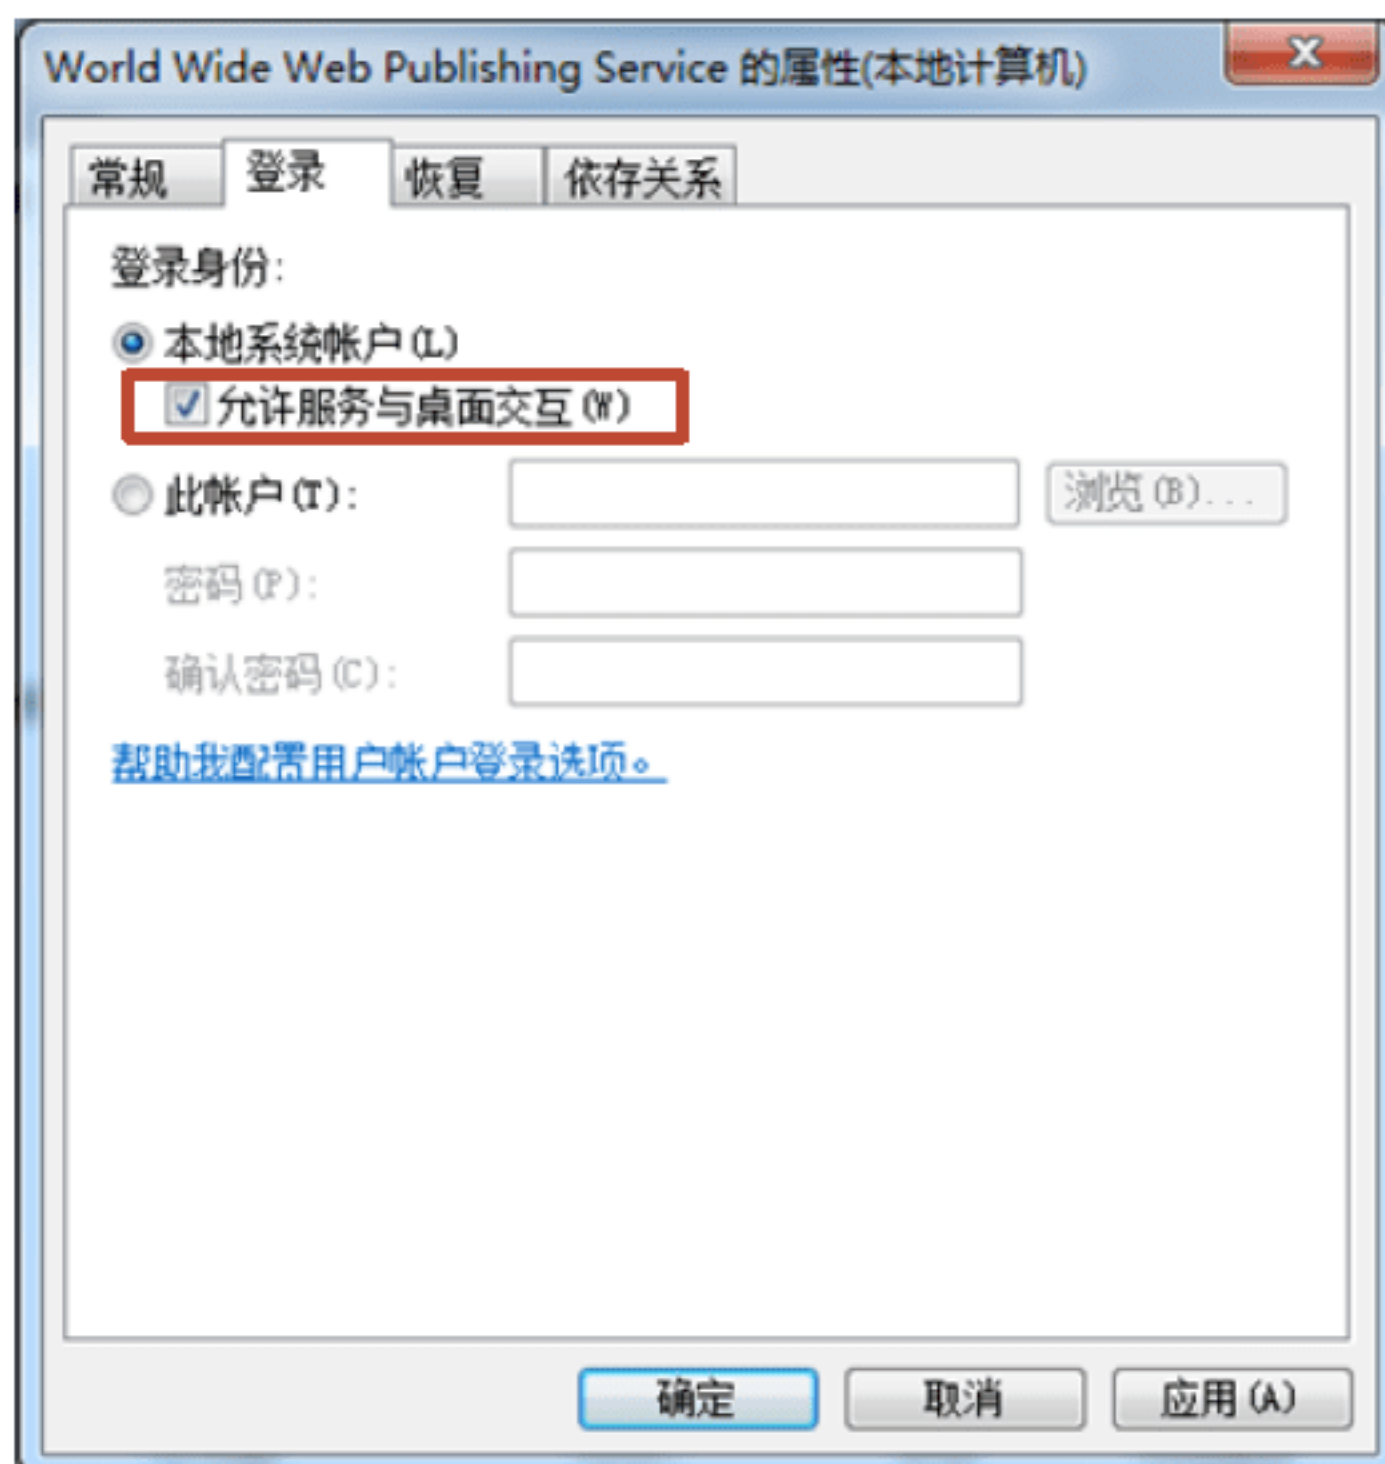 World Wide Web Publishing Service 的属性(本地计算机)
常规 登录 恢复 依存关系
登录身份:
本地系统帐户(L)
允许服务与桌面交互(W)
此帐户(T): 浏览(B)...
密码(P):
确认密码(C):
帮助我配置用户帐户登录选项。
确定 取消 应用(A)